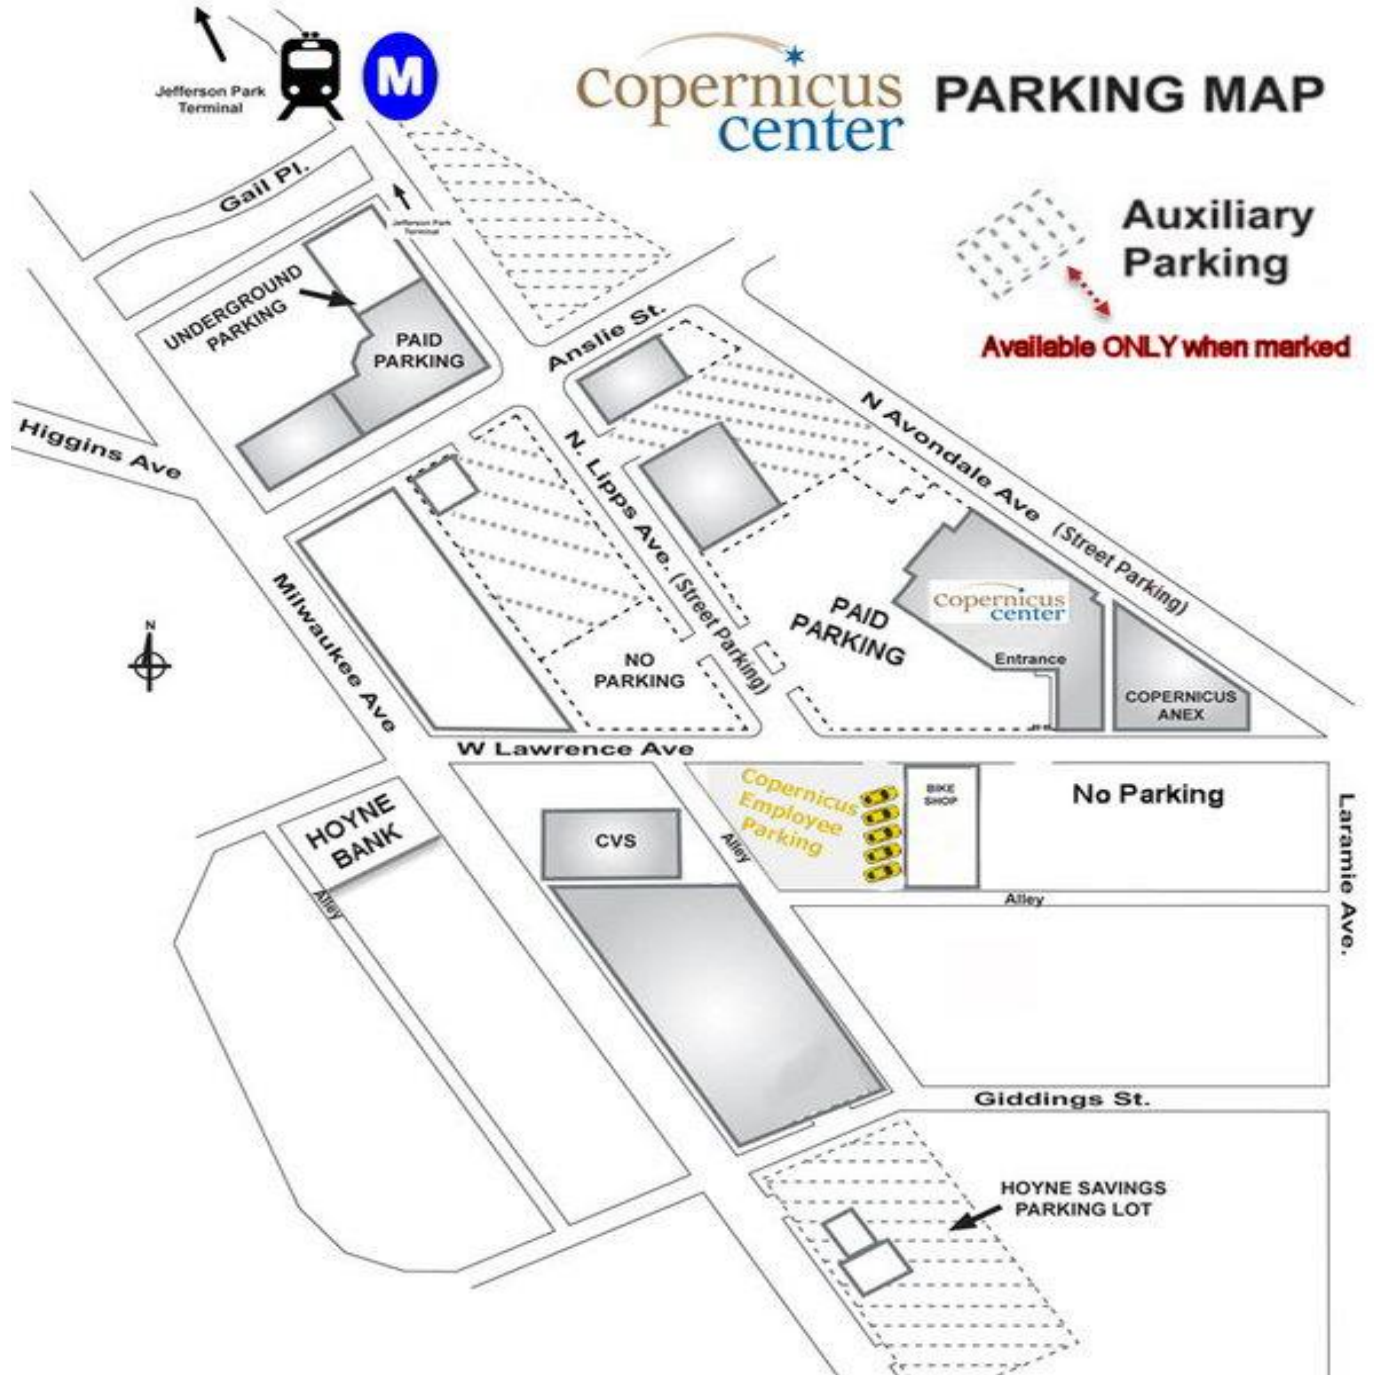 Jefferson Park
Terminal
M
Copernicus
center
PARKING MAP
Auxiliary
Parking
Available ONLY when marked
Gail Pl.
Jefferson Park
Terminal
UNDERGROUND
PARKING
PAID
PARKING
Anslie St.
Higgins Ave
N Avondale Ave (Street Parking)
N. Lipps Ave. (Street Parking)
Milwaukee Ave
N
PAID
PARKING
Copernicus
center
Entrance
NO
PARKING
COPERNICUS
ANEX
W Lawrence Ave
HOYNE
BANK
Alley
CVS
Alley
Copernicus
Employee
Parking
BIKE
SHOP
No Parking
Alley
Laramie Ave.
Giddings St.
HOYNE SAVINGS
PARKING LOT